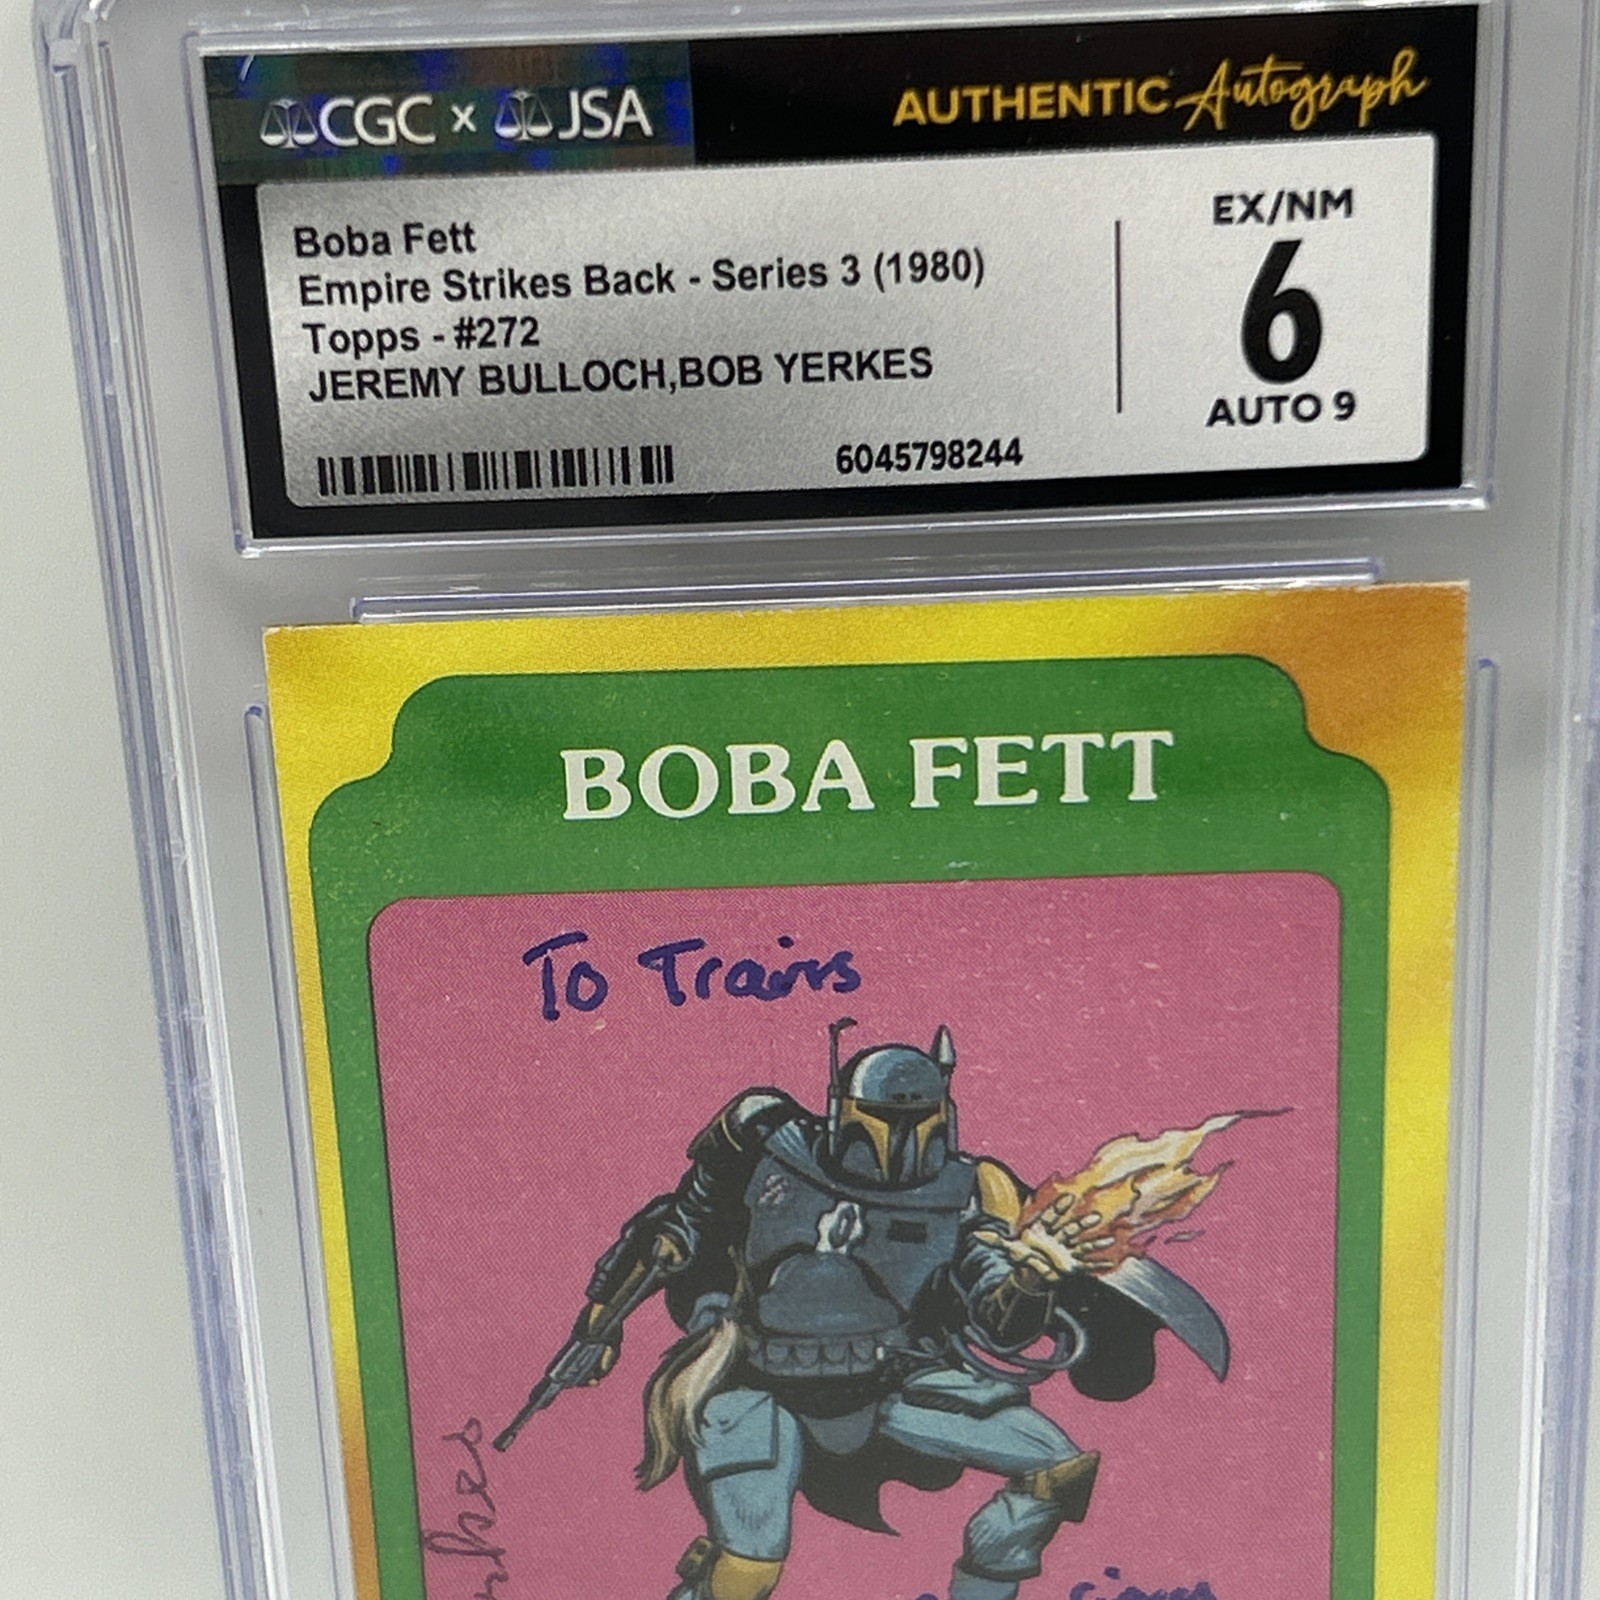 CGC x JSA
AUTHENTIC Autograph
Boba Fett
Empire Strikes Back - Series 3 (1980)
Topps - #272
JEREMY BULLOCH,BOB YERKES
6045798244
EX/NM
6
AUTO 9
BOBA FETT
To Travis